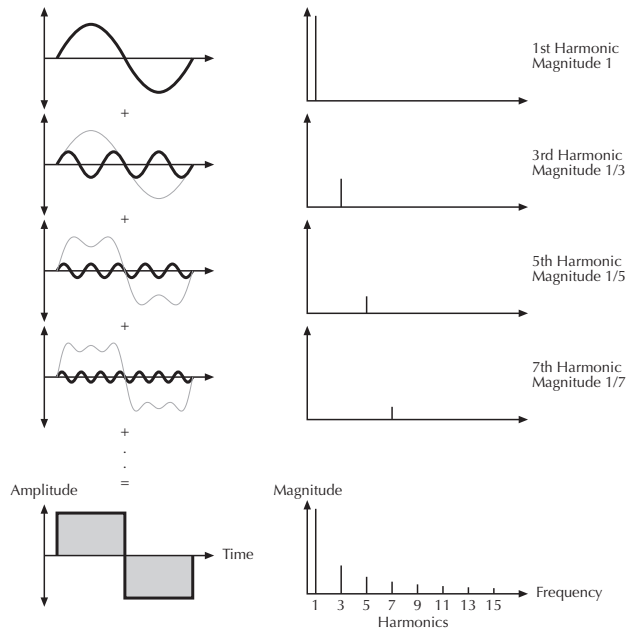 1st Harmonic
Magnitude 1
+
3rd Harmonic
Magnitude 1/3
+
5th Harmonic
Magnitude 1/5
+
7th Harmonic
Magnitude 1/7
+
.
.
=
Amplitude
Time
Magnitude
Frequency
1 3 5 7 9 11 13 15
Harmonics